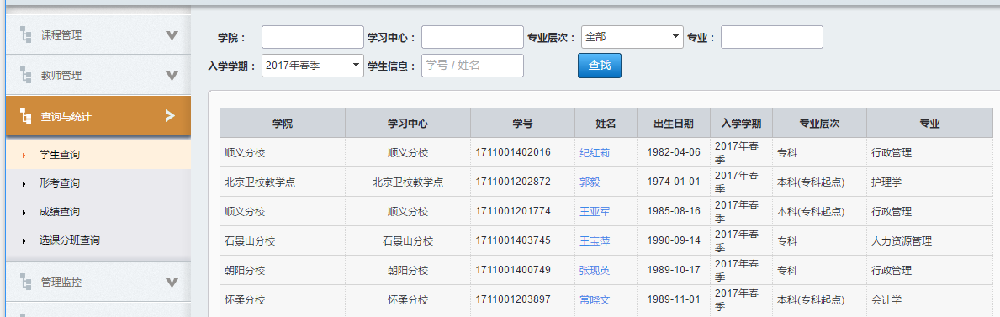 课程管理
教师管理
查询与统计
学生查询
形考查询
成绩查询
选课分班查询
管理监控
学院： 学习中心： 专业层次： 全部 专业：
入学学期： 2017年春季 学生信息： 学号 / 姓名 查找
学院 学习中心 学号 姓名 出生日期 入学学期 专业层次 专业
顺义分校 顺义分校 1711001402016 纪红莉 1982-04-06 2017年春季 专科 行政管理
北京卫校教学点 北京卫校教学点 1711001202872 郭毅 1974-01-01 2017年春季 本科(专科起点) 护理学
顺义分校 顺义分校 1711001201774 王亚军 1985-08-16 2017年春季 本科(专科起点) 行政管理
石景山分校 石景山分校 1711001403745 王宝萍 1990-09-14 2017年春季 专科 人力资源管理
朝阳分校 朝阳分校 1711001400749 张现英 1989-10-17 2017年春季 专科 行政管理
怀柔分校 怀柔分校 1711001203897 常晓文 1989-11-01 2017年春季 本科(专科起点) 会计学